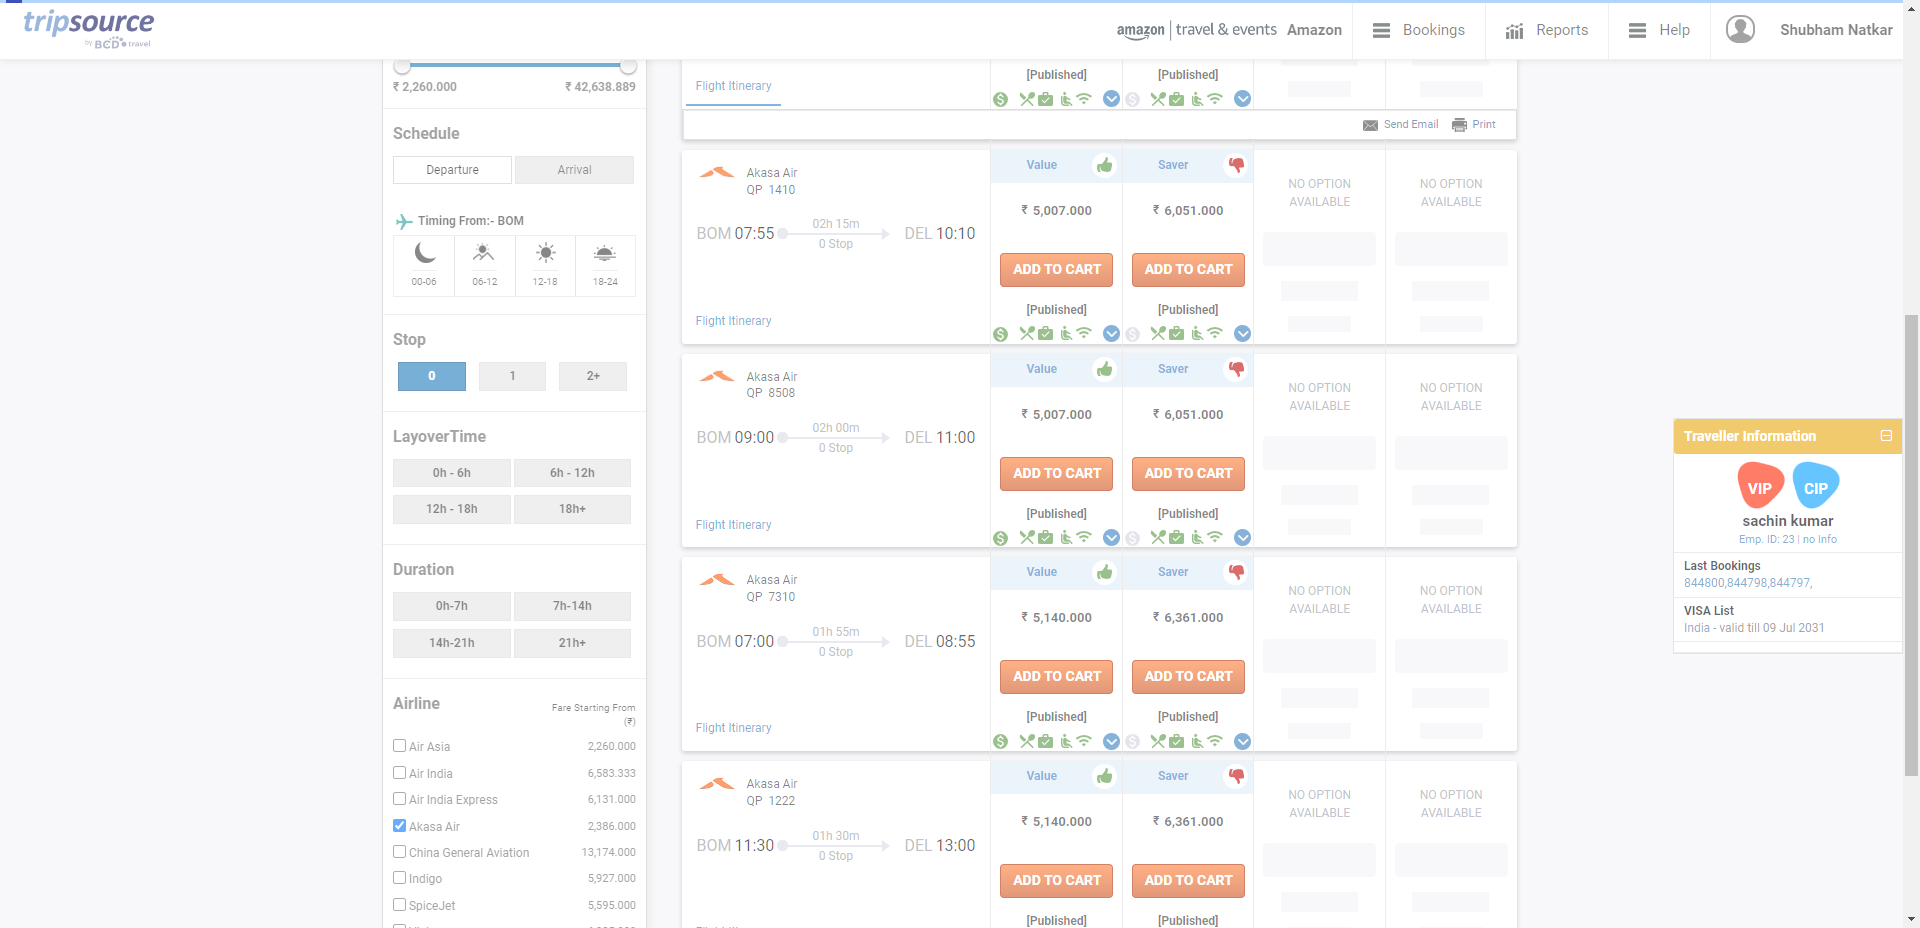 tripsource
by BCD travel
amazon | travel & events Amazon
Bookings
Reports
Help
Shubham Natkar
₹ 2,260.000 ₹ 42,638.889
Schedule
Departure Arrival
Timing From:- BOM
00-06 06-12 12-18 18-24
Stop
0 1 2+
LayoverTime
0h - 6h 6h - 12h
12h - 18h 18h+
Duration
0h-7h 7h-14h
14h-21h 21h+
Airline Fare Starting From
(₹)
Air Asia 2,260.000
Air India 6,583.333
Air India Express 6,131.000
Akasa Air 2,386.000
China General Aviation 13,174.000
Indigo 5,927.000
SpiceJet 5,595.000
[Published] [Published]
Flight Itinerary
Send Email Print
Akasa Air
QP 1410
Value Saver
NO OPTION AVAILABLE NO OPTION AVAILABLE
₹ 5,007.000 ₹ 6,051.000
02h 15m
BOM 07:55 DEL 10:10
0 Stop
ADD TO CART ADD TO CART
[Published] [Published]
Flight Itinerary
Akasa Air
QP 8508
Value Saver
NO OPTION AVAILABLE NO OPTION AVAILABLE
₹ 5,007.000 ₹ 6,051.000
02h 00m
BOM 09:00 DEL 11:00
0 Stop
ADD TO CART ADD TO CART
[Published] [Published]
Flight Itinerary
Akasa Air
QP 7310
Value Saver
NO OPTION AVAILABLE NO OPTION AVAILABLE
₹ 5,140.000 ₹ 6,361.000
01h 55m
BOM 07:00 DEL 08:55
0 Stop
ADD TO CART ADD TO CART
[Published] [Published]
Flight Itinerary
Akasa Air
QP 1222
Value Saver
NO OPTION AVAILABLE NO OPTION AVAILABLE
₹ 5,140.000 ₹ 6,361.000
01h 30m
BOM 11:30 DEL 13:00
0 Stop
ADD TO CART ADD TO CART
[Published] [Published]
Traveller Information
VIP CIP
sachin kumar
Emp. ID: 23 | no Info
Last Bookings
844800,844798,844797,
VISA List
India - valid till 09 Jul 2031